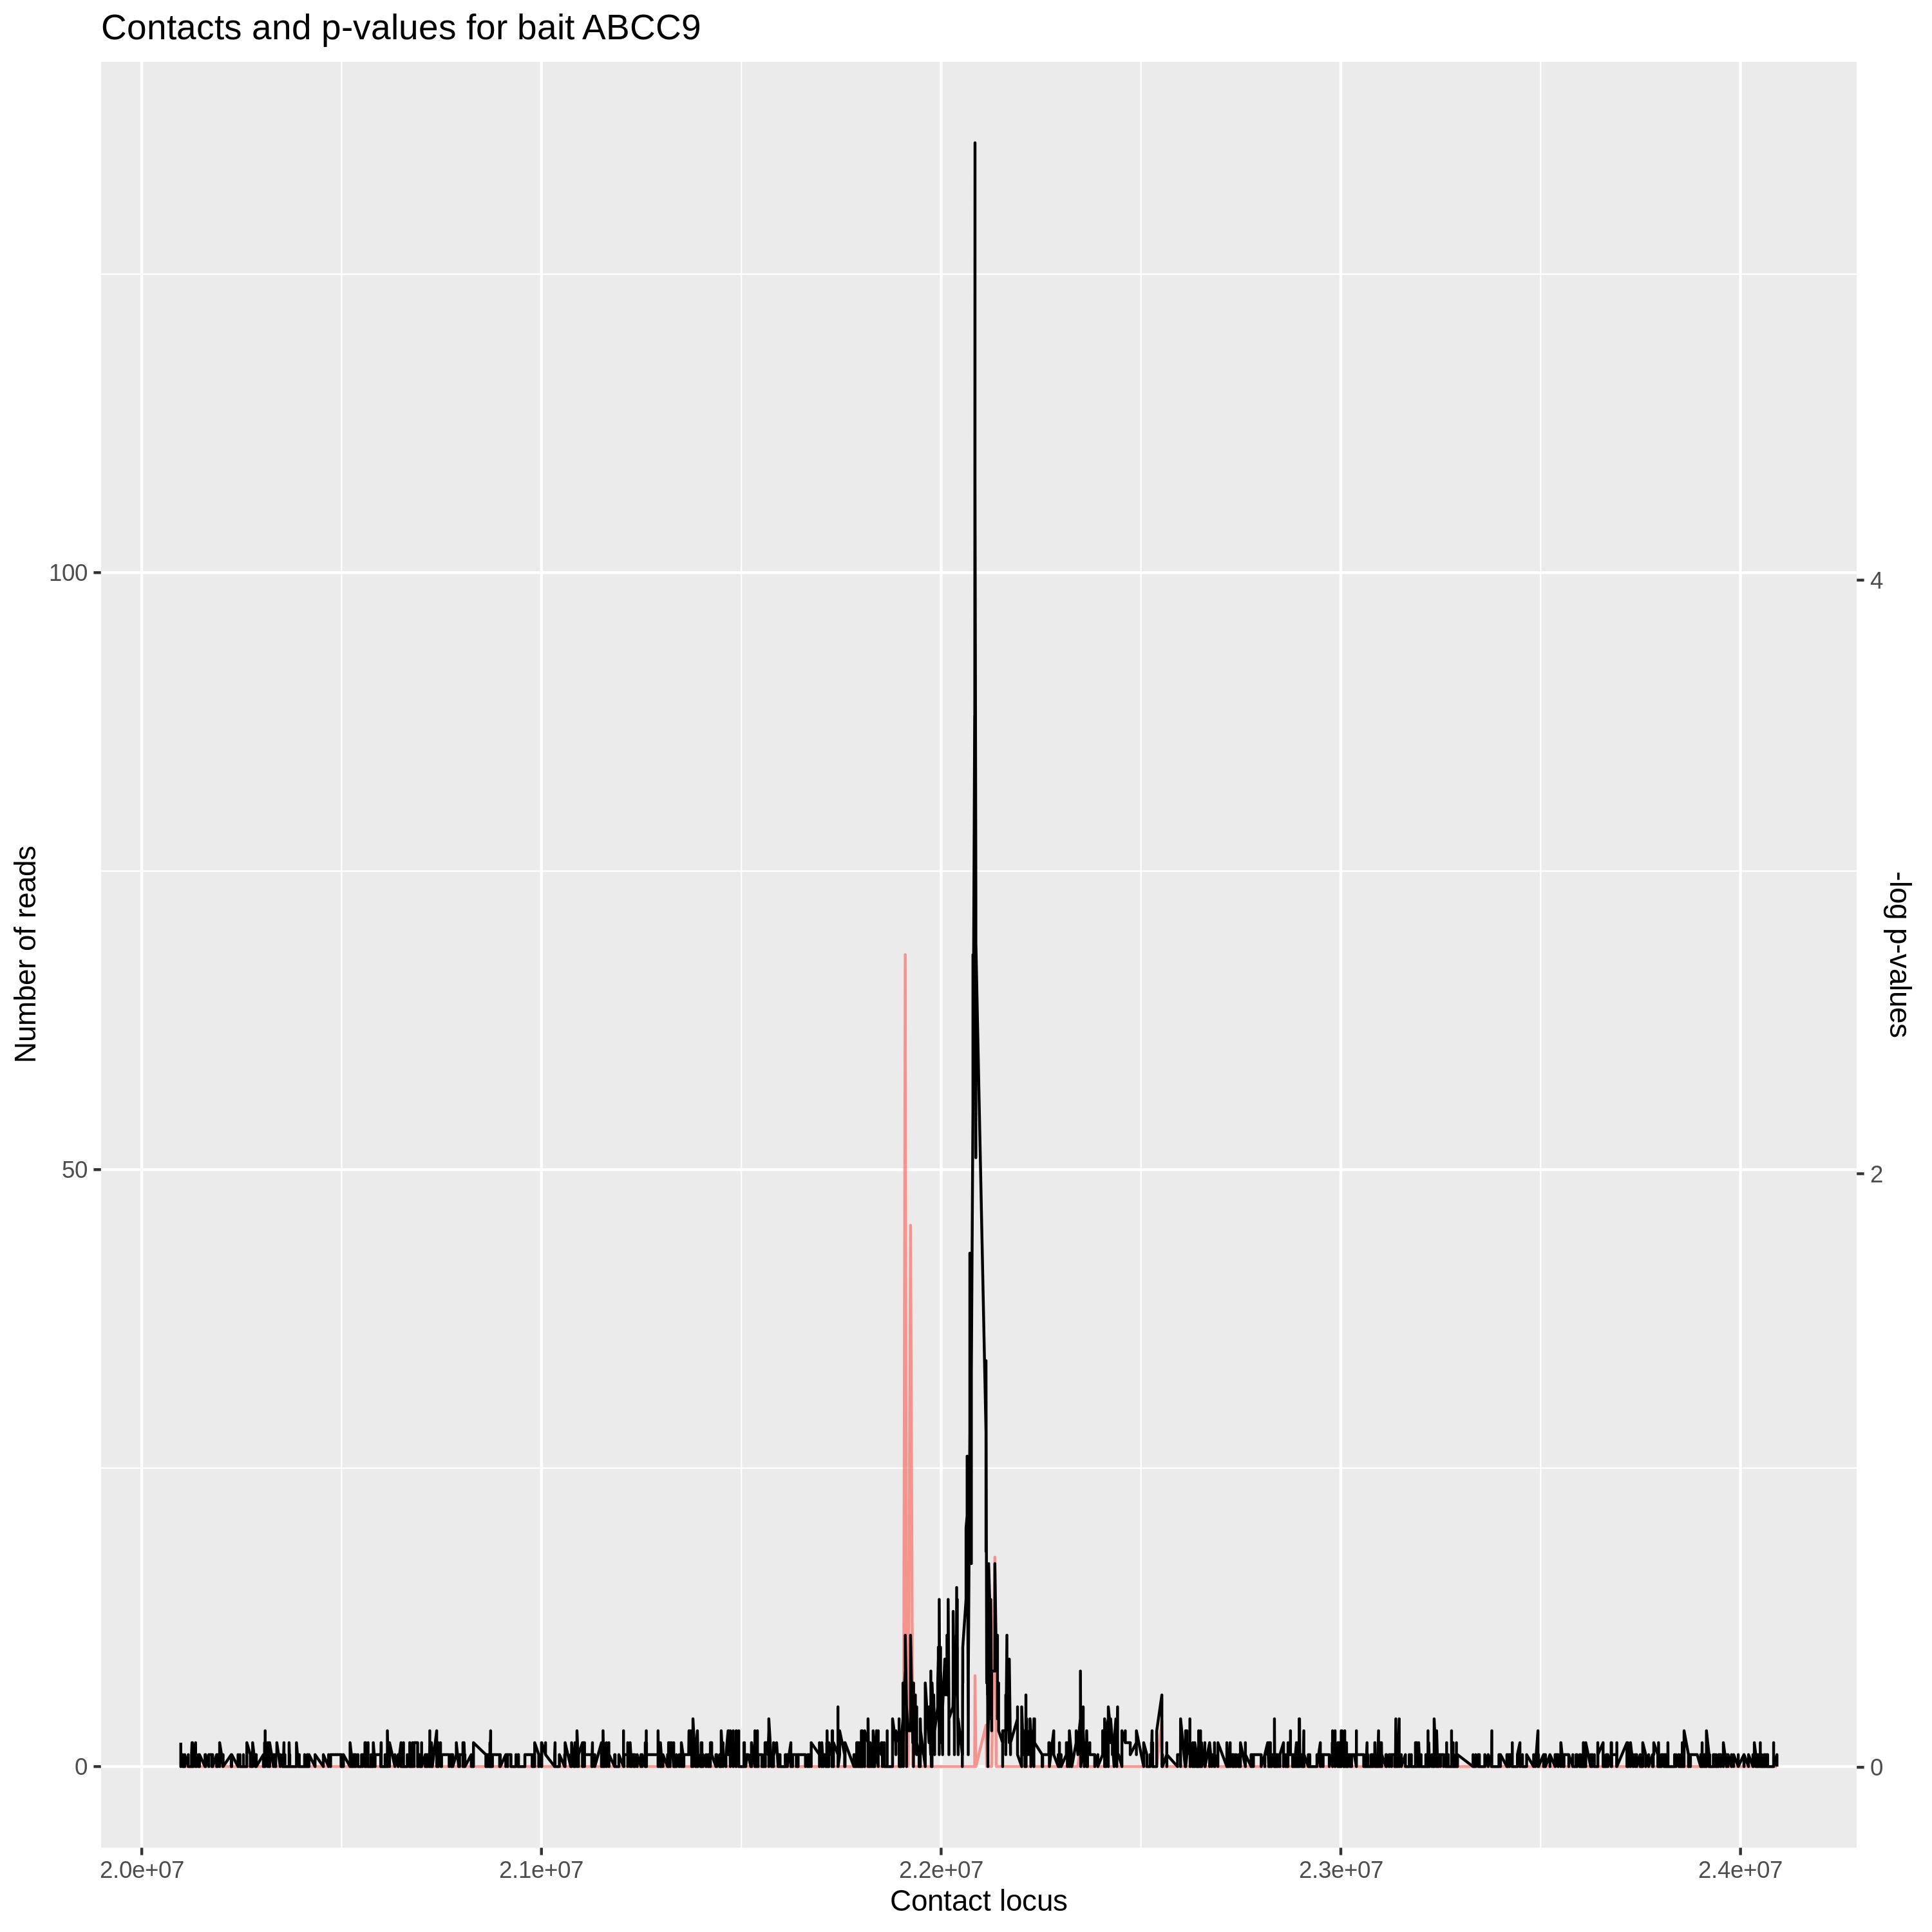 Contacts and p-values for bait ABCC9
Number of reads
100
50
0
4
2
0
-log p-values
2.0e+07
2.1e+07
2.2e+07
2.3e+07
2.4e+07
Contact locus